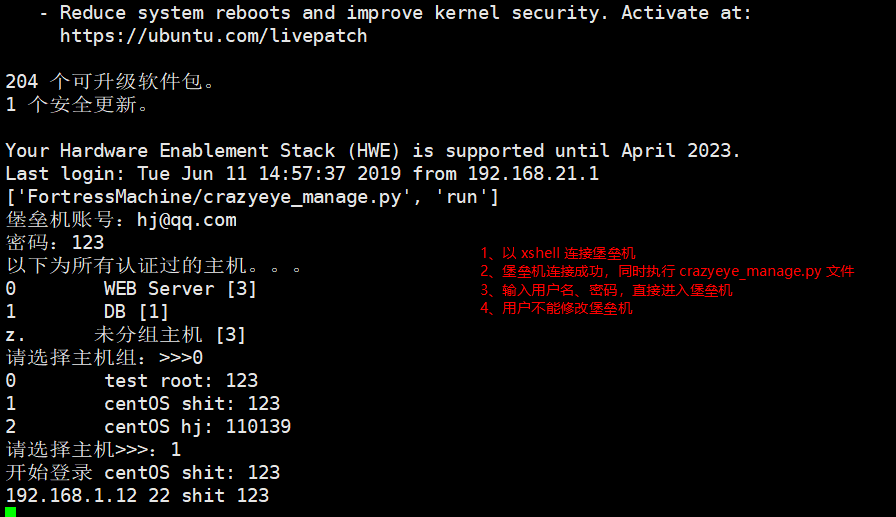 - Reduce system reboots and improve kernel security. Activate at:
https://ubuntu.com/livepatch
204 个可升级软件包。
1 个安全更新。
Your Hardware Enablement Stack (HWE) is supported until April 2023.
Last login: Tue Jun 11 14:57:37 2019 from 192.168.21.1
['FortressMachine/crazyeye_manage.py', 'run']
堡垒机账号：hj@qq.com
密码：123
以下为所有认证过的主机。。。
0 WEB Server [3]
1 DB [1]
z. 未分组主机 [3]
请选择主机组：>>>0
0 test root: 123
1 centOS shit: 123
2 centOS hj: 110139
请选择主机>>>：1
开始登录 centOS shit: 123
192.168.1.12 22 shit 123
1、以 xshell 连接堡垒机
2、堡垒机连接成功，同时执行 crazyeye_manage.py 文件
3、输入用户名、密码，直接进入堡垒机
4、用户不能修改堡垒机